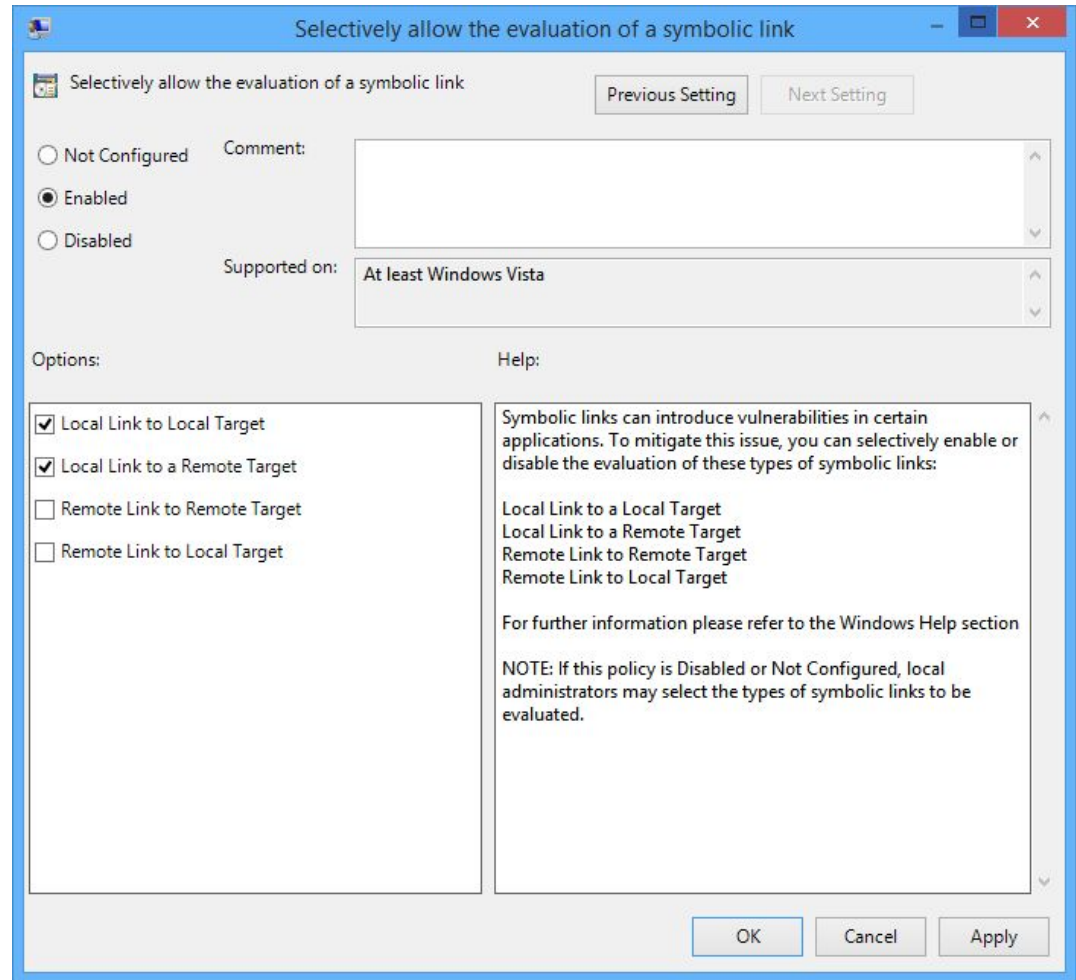 Selectively allow the evaluation of a symbolic link
Selectively allow the evaluation of a symbolic link
Previous Setting
Next Setting
Not Configured
Enabled
Disabled
Comment:
Supported on:
At least Windows Vista
Options:
Help:
Local Link to Local Target
Local Link to a Remote Target
Remote Link to Remote Target
Remote Link to Local Target
Symbolic links can introduce vulnerabilities in certain
applications. To mitigate this issue, you can selectively enable or
disable the evaluation of these types of symbolic links:
Local Link to a Local Target
Local Link to a Remote Target
Remote Link to Remote Target
Remote Link to Local Target
For further information please refer to the Windows Help section
NOTE: If this policy is Disabled or Not Configured, local
administrators may select the types of symbolic links to be
evaluated.
OK
Cancel
Apply